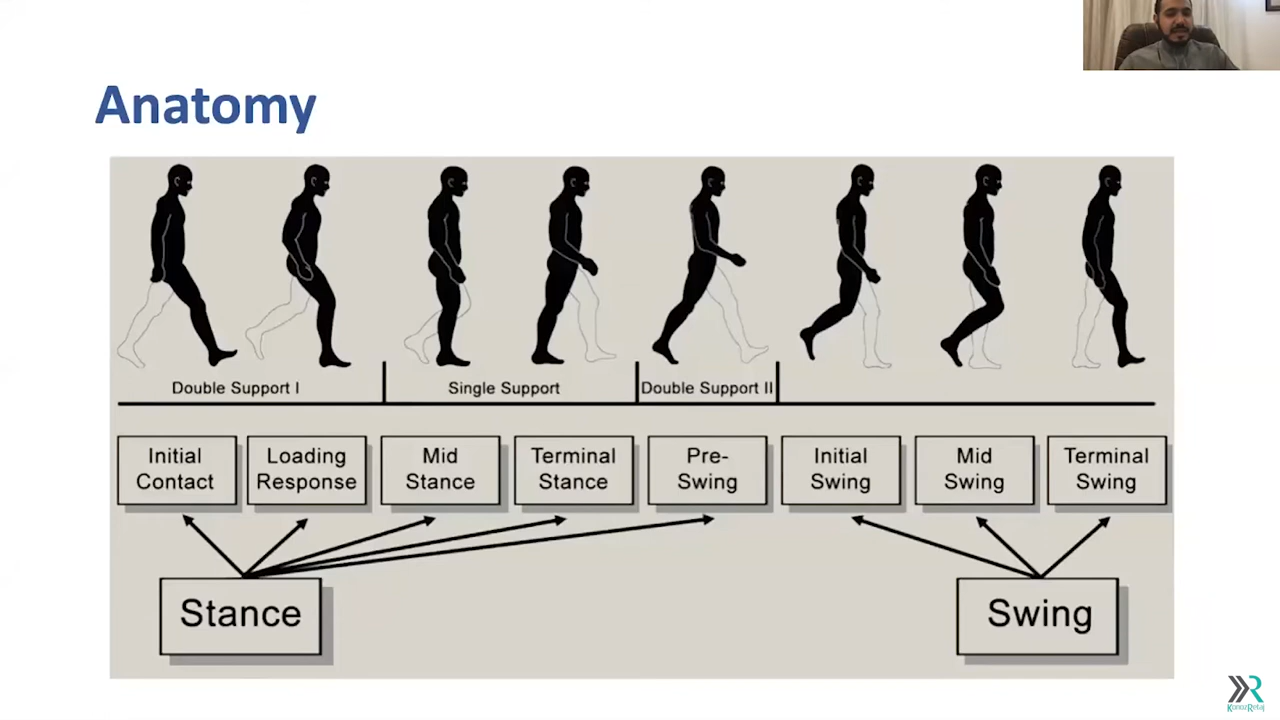 Anatomy
Double Support I
Single Support
Double Support II
Initial
Contact
Loading
Response
Mid
Stance
Terminal
Stance
Pre-
Swing
Initial
Swing
Mid
Swing
Terminal
Swing
Stance
Swing
KonozRetaj